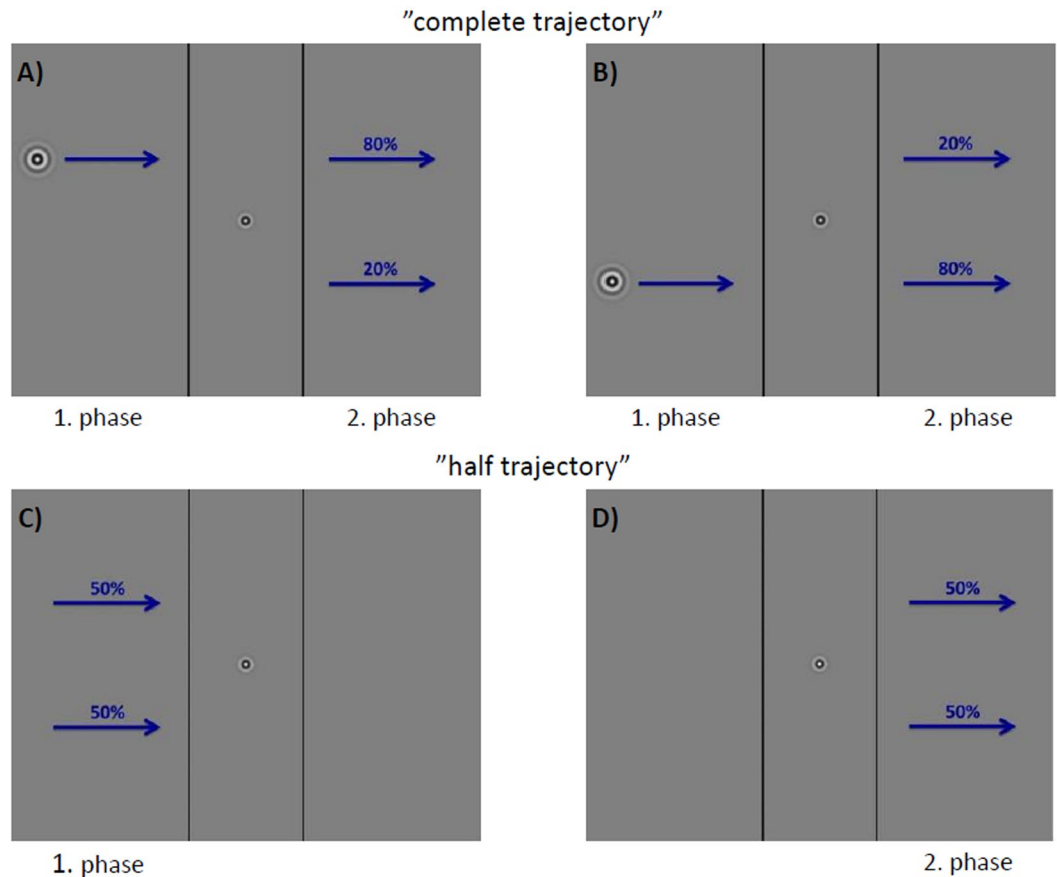 ”complete trajectory”
A)
80%
20%
1. phase
2. phase
B)
20%
80%
1. phase
2. phase
”half trajectory”
C)
50%
50%
1. phase
D)
50%
50%
2. phase